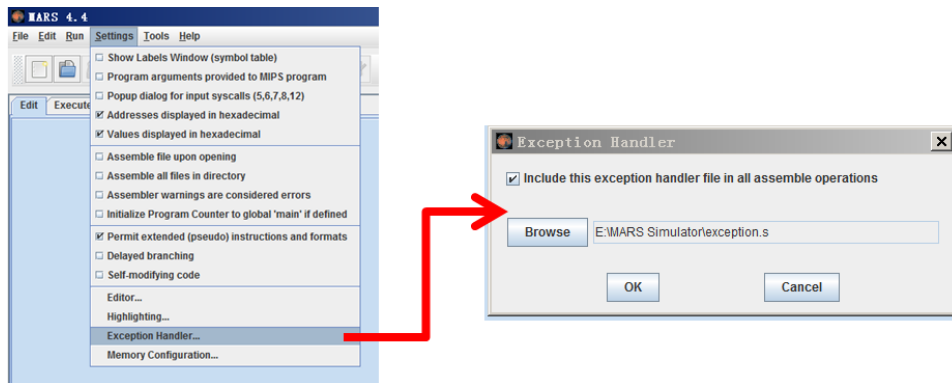 MARS 4.4
File Edit Run Settings Tools Help
Show Labels Window (symbol table)
Program arguments provided to MIPS program
Popup dialog for input syscalls (5,6,7,8,12)
Addresses displayed in hexadecimal
Values displayed in hexadecimal
Assemble file upon opening
Assemble all files in directory
Assembler warnings are considered errors
Initialize Program Counter to global 'main' if defined
Permit extended (pseudo) instructions and formats
Delayed branching
Self-modifying code
Editor...
Highlighting...
Exception Handler...
Memory Configuration...
Edit Execute
Exception Handler
Include this exception handler file in all assemble operations
Browse E:\MARS Simulator\exception.s
OK Cancel